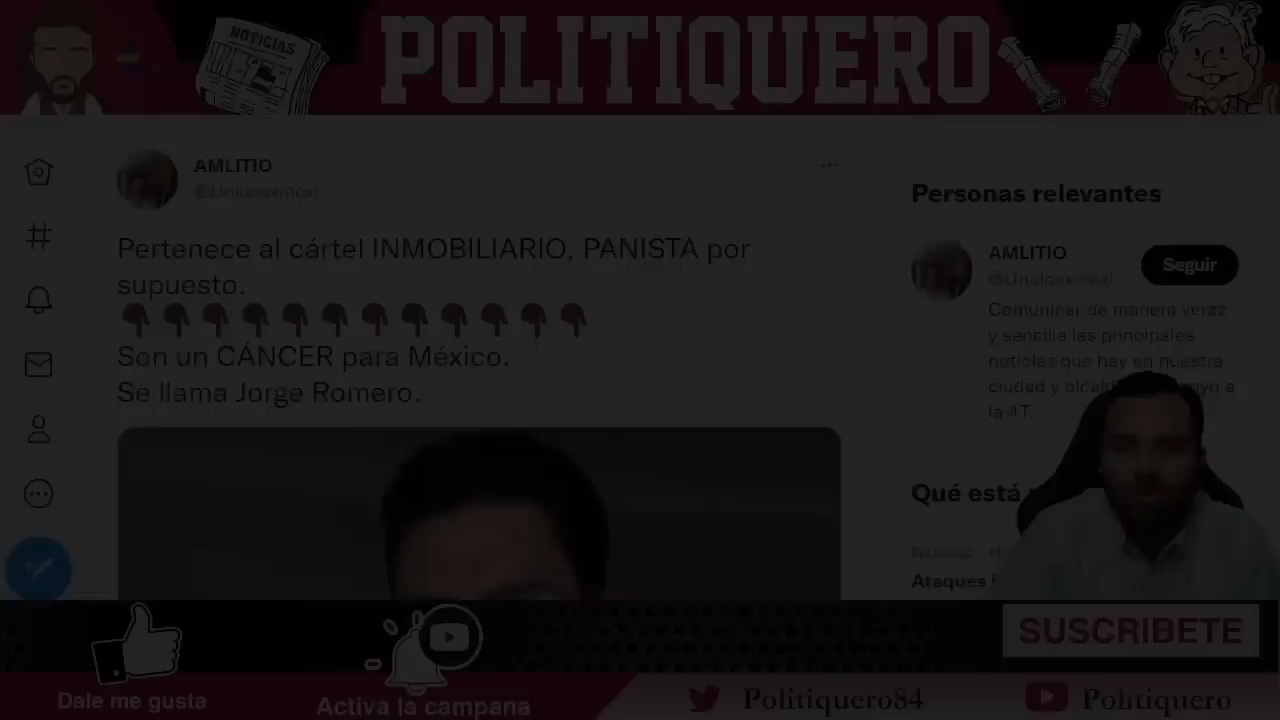 NOTICIAS
POLITIQUERO
AMLITIO
Pertenece al cártel INMOBILIARIO, PANISTA por
supuesto.
Son un CÁNCER para México.
Se llama Jorge Romero.
Personas relevantes
AMLITIO
Seguir
Comunicar de manera veraz
y sencilla las principales
noticias que hay en nuestra
ciudad y
la 4T.
Qué está
Ataques
SUSCRIBETE
Dale me gusta
Activa la campana
Politiquero84
Politiquero